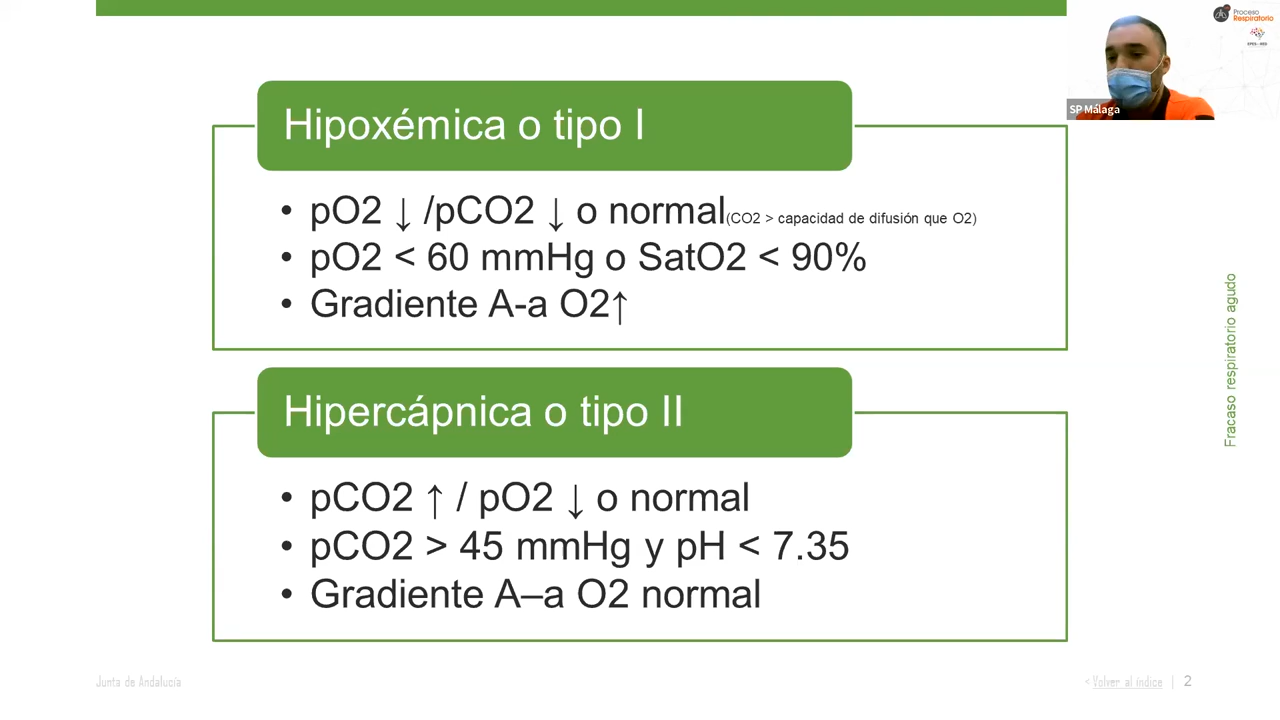 Proceso
Respiratorio
SP Málaga
Hipoxémica o tipo I
• pO2 ↓ /pCO2 ↓ o normal(CO2 > capacidad de difusión que O2)
• pO2 < 60 mmHg o SatO2 < 90%
• Gradiente A-a O2↑
Hipercápnica o tipo II
• pCO2 ↑ / pO2 ↓ o normal
• pCO2 > 45 mmHg y pH < 7.35
• Gradiente A–a O2 normal
Fracaso respiratorio agudo
Junta de Andalucía
< Volver al índice | 2